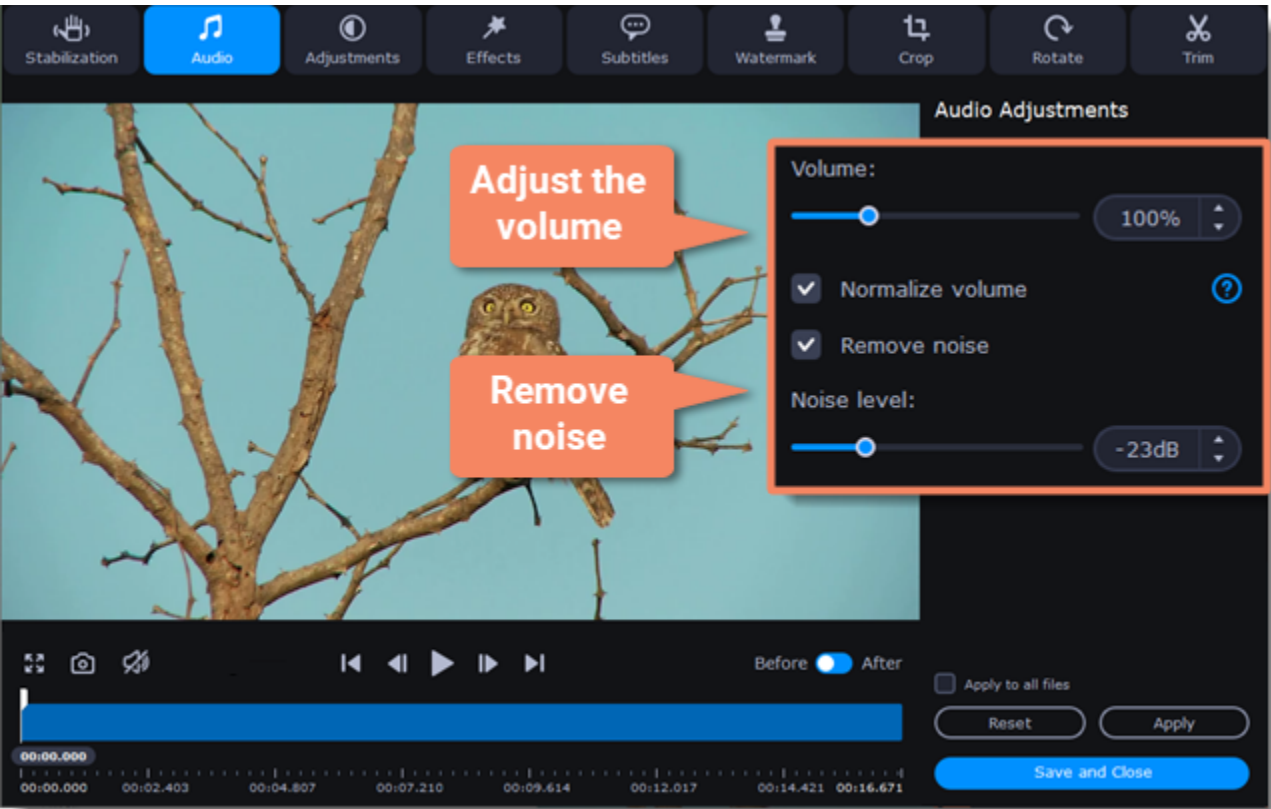 Stabilization
Audio
Adjustments
Effects
Subtitles
Watermark
Crop
Rotate
Trim
Audio Adjustments
Adjust the
volume
Volume:
100%
Normalize volume
?
Remove noise
Remove
noise
Noise level:
-23dB
Before
After
Apply to all files
Reset
Apply
00:00.000
00:00.000
00:02.403
00:04.807
00:07.210
00:09.614
00:12.017
00:14.421
00:16.671
Save and Close